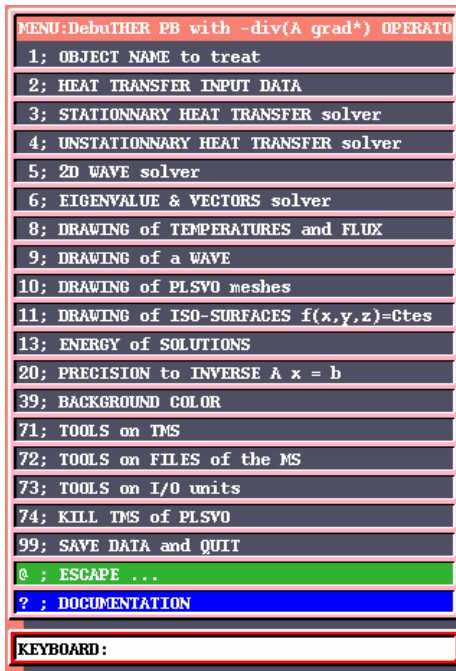 MENU:DebuTHER PB with -div(A grad*) OPERATO
1; OBJECT NAME to treat
2; HEAT TRANSFER INPUT DATA
3; STATIONNARY HEAT TRANSFER solver
4; UNSTATIONNARY HEAT TRANSFER solver
5; 2D WAVE solver
6; EIGENVALUE & VECTORS solver
8; DRAWING of TEMPERATURES and FLUX
9; DRAWING of a WAVE
10; DRAWING of PLSVO meshes
11; DRAWING of ISO-SURFACES f(x,y,z)=Ctes
13; ENERGY of SOLUTIONS
20; PRECISION to INVERSE A x = b
39; BACKGROUND COLOR
71; TOOLS on TMS
72; TOOLS on FILES of the MS
73; TOOLS on I/O units
74; KILL TMS of PLSVO
99; SAVE DATA and QUIT
@ ; ESCAPE ...
? ; DOCUMENTATION
KEYBOARD: